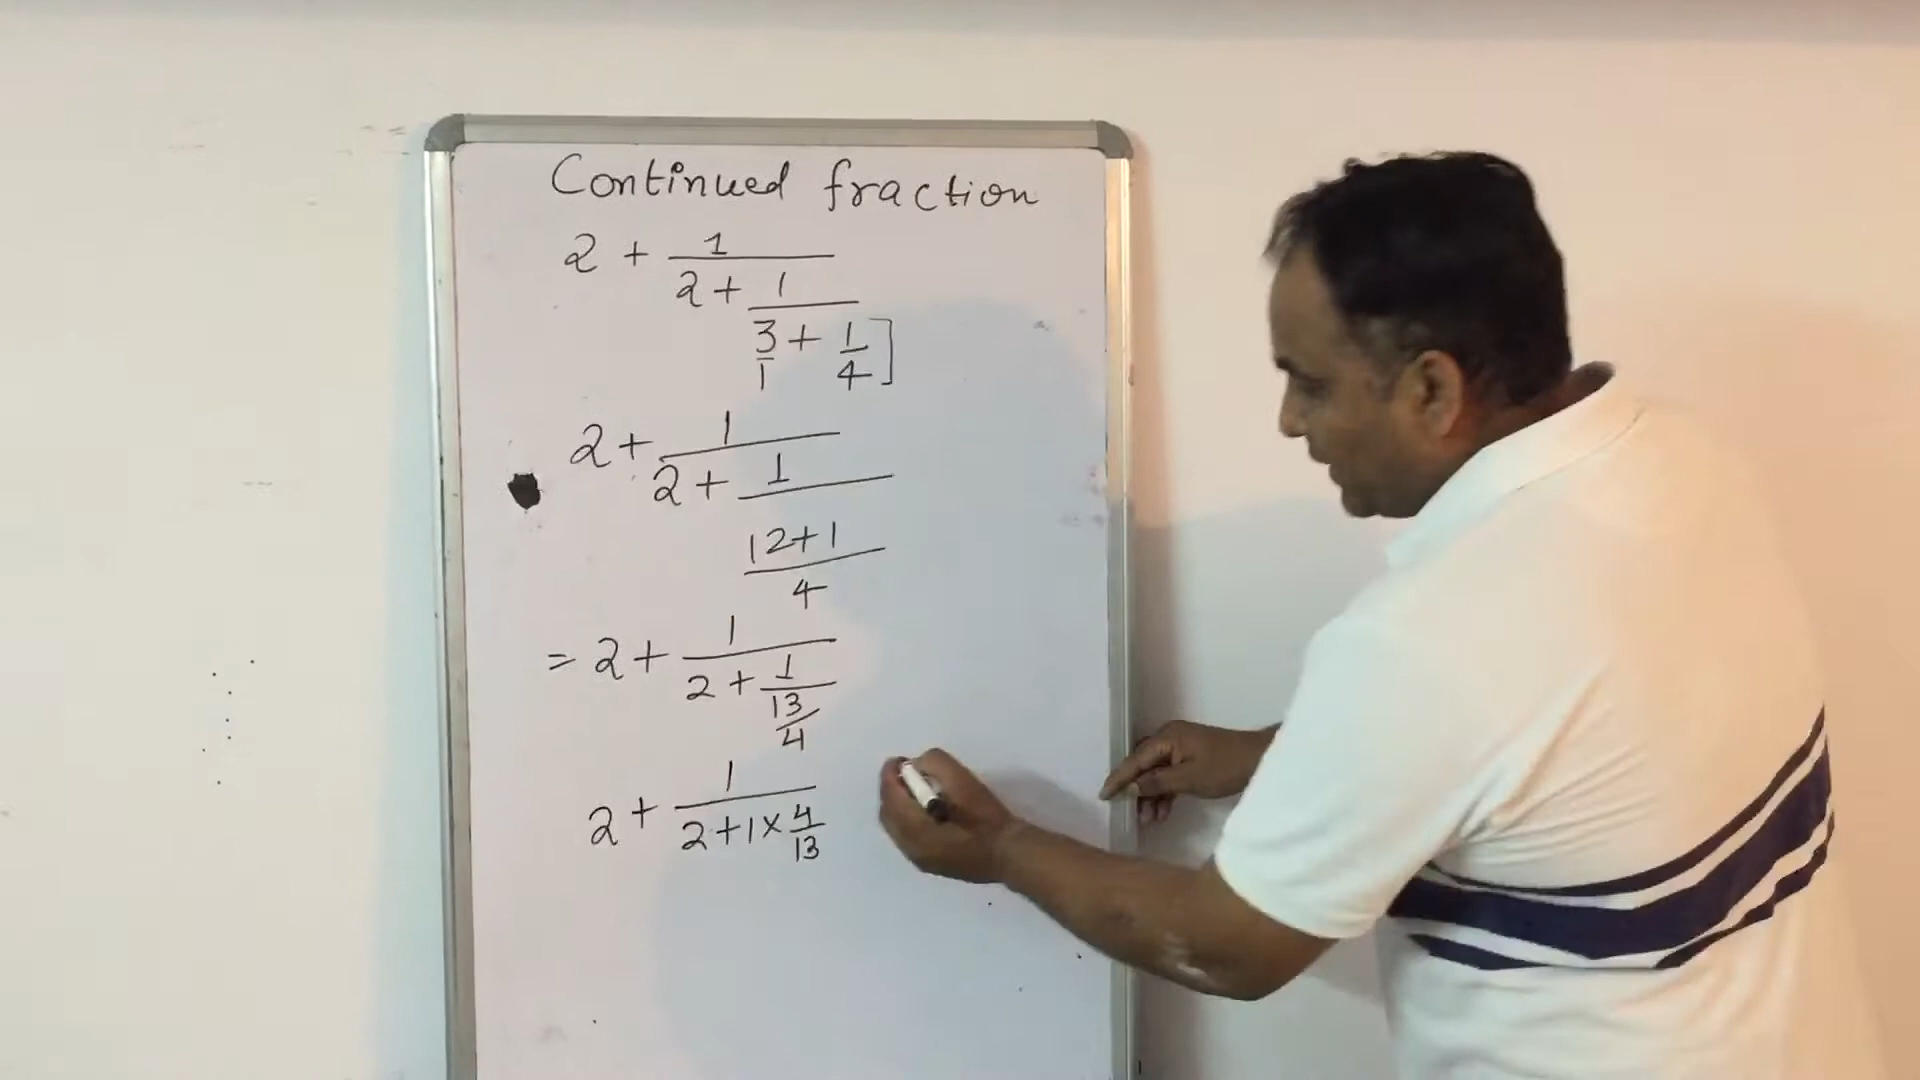 Continued fraction
2 + 1
2 + 1
3 + 1 ]
1 4
2 + 1
2 + 1
12+1
4
= 2 + 1
2 + 1
13
4
2 + 1
2+1× 4
13